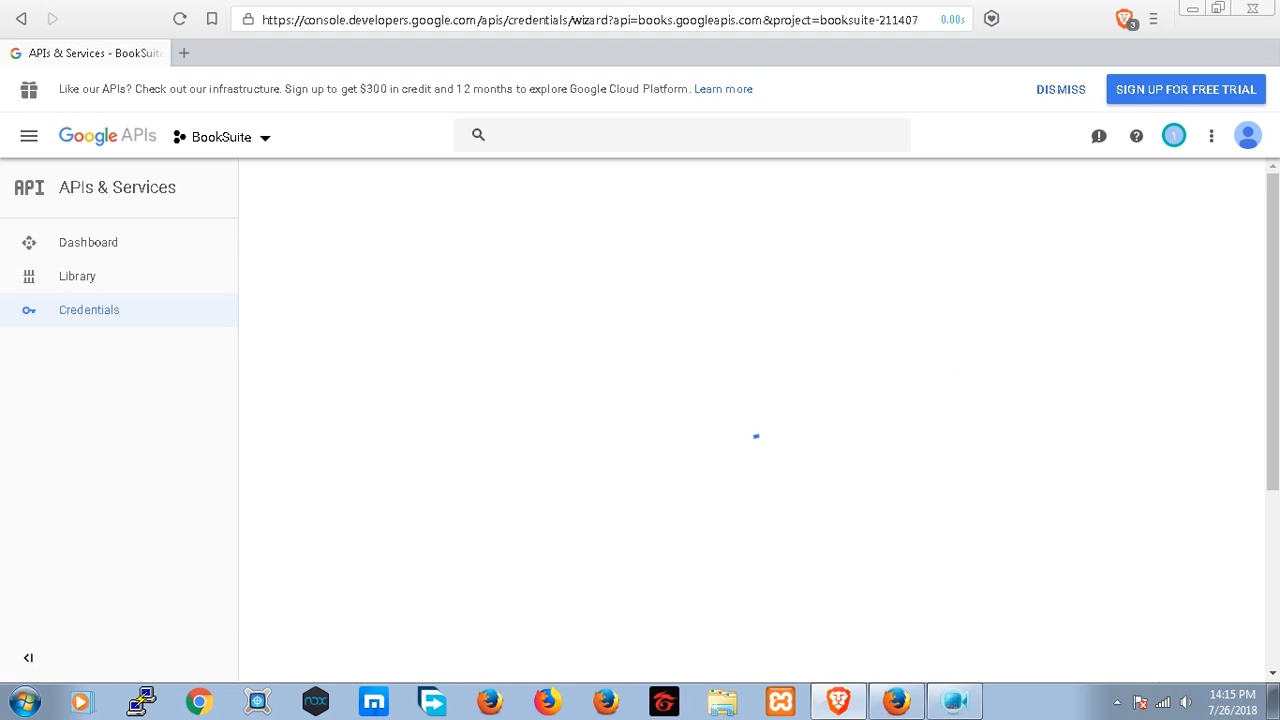 https://console.developers.google.com/apis/credentials/wizard?api=books.googleapis.com&project=booksuite-211407
0.00s
3
APIs & Services - BookSuite
Like our APIs? Check out our infrastructure. Sign up to get $300 in credit and 12 months to explore Google Cloud Platform. Learn more
DISMISS
SIGN UP FOR FREE TRIAL
Google APIs
BookSuite
1
API
APIs & Services
Dashboard
Library
Credentials
nox
14:15 PM
7/26/2018